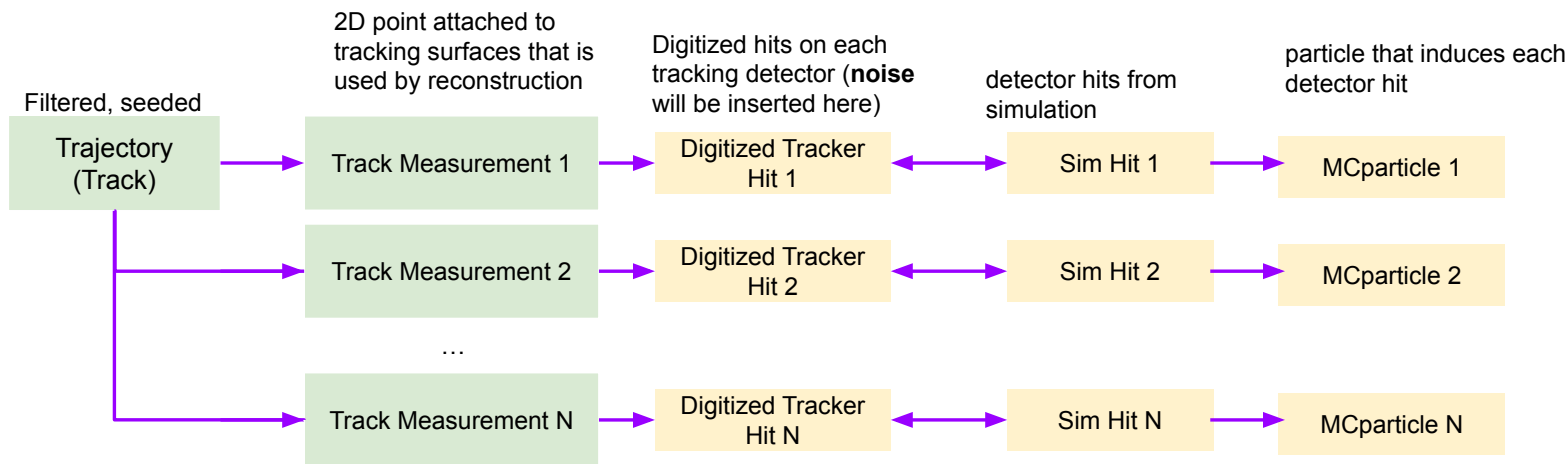 2D point attached to
tracking surfaces that is
used by reconstruction
Digitized hits on each
tracking detector (noise
will be inserted here)
detector hits from
simulation
particle that induces each
detector hit
Filtered, seeded
Trajectory
(Track)
Track Measurement 1
Digitized Tracker
Hit 1
Sim Hit 1
MCparticle 1
Track Measurement 2
Digitized Tracker
Hit 2
Sim Hit 2
MCparticle 2
…
Track Measurement N
Digitized Tracker
Hit N
Sim Hit N
MCparticle N